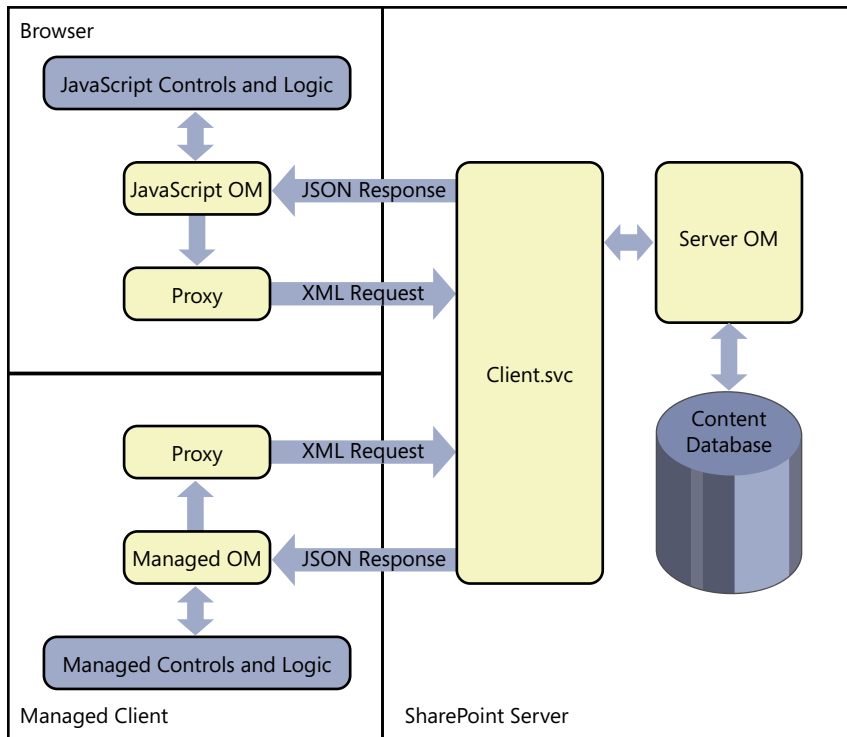 Browser
JavaScript Controls and Logic
JavaScript OM
JSON Response
Proxy
XML Request
Client.svc
Server OM
Content
Database
Proxy
XML Request
Managed OM
JSON Response
Managed Controls and Logic
Managed Client
SharePoint Server